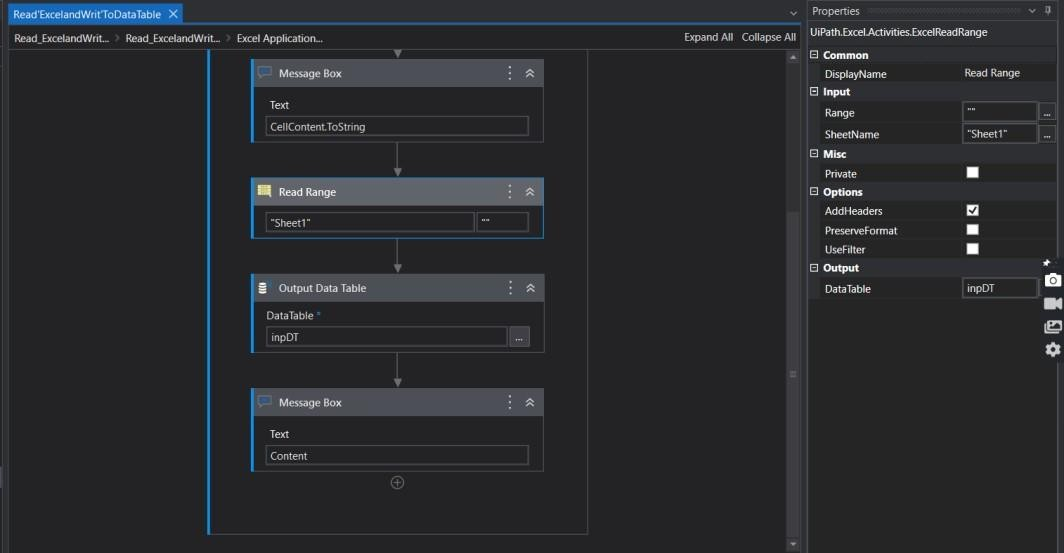 Read'ExcelandWrit'ToDataTable
Read_ExcelandWrit... > Read_ExcelandWrit... > Excel Application...
Expand All Collapse All
Message Box
Text
CellContent.ToString
Read Range
"Sheet1" ""
Output Data Table
DataTable *
inpDT ...
Message Box
Text
Content
Properties
UiPath.Excel.Activities.ExcelReadRange
Common
DisplayName Read Range
Input
Range "" ...
SheetName "Sheet1" ...
Misc
Private
Options
AddHeaders
PreserveFormat
UseFilter
Output
DataTable inpDT